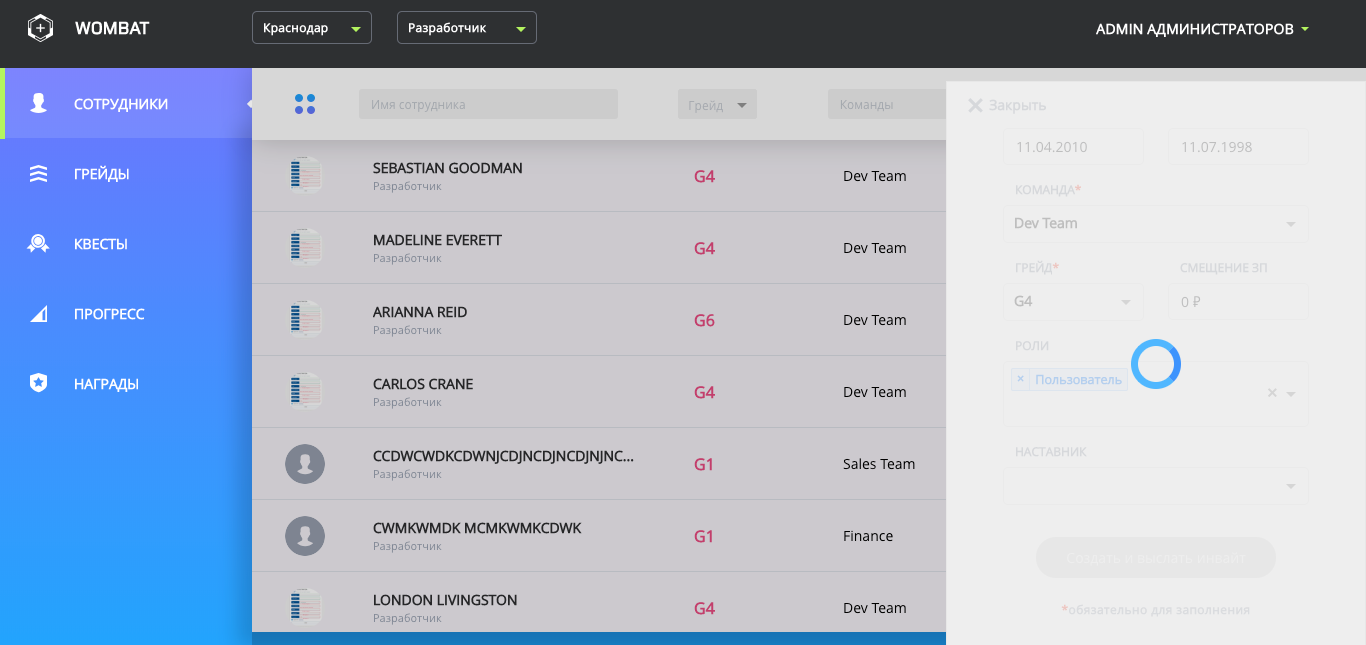 WOMBAT
Краснодар
Разработчик
ADMIN АДМИНИСТРАТОРОВ
СОТРУДНИКИ
ГРЕЙДЫ
КВЕСТЫ
ПРОГРЕСС
НАГРАДЫ
Имя сотрудника
Грейд
Команды
SEBASTIAN GOODMAN
Разработчик
G4
Dev Team
MADELINE EVERETT
Разработчик
G4
Dev Team
ARIANNA REID
Разработчик
G6
Dev Team
CARLOS CRANE
Разработчик
G4
Dev Team
CCDWCWDKCDWNJCDJNCDJNCDJNJNC...
Разработчик
G1
Sales Team
CWMKWMDK MCMKWMKCDWK
Разработчик
G1
Finance
LONDON LIVINGSTON
Разработчик
G4
Dev Team
Закрыть
11.04.2010
11.07.1998
КОМАНДА*
Dev Team
ГРЕЙД*
СМЕЩЕНИЕ ЗП
G4
0 ₽
РОЛИ
× Пользователь
×
НАСТАВНИК
Создать и выслать инвайт
*обязательно для заполнения